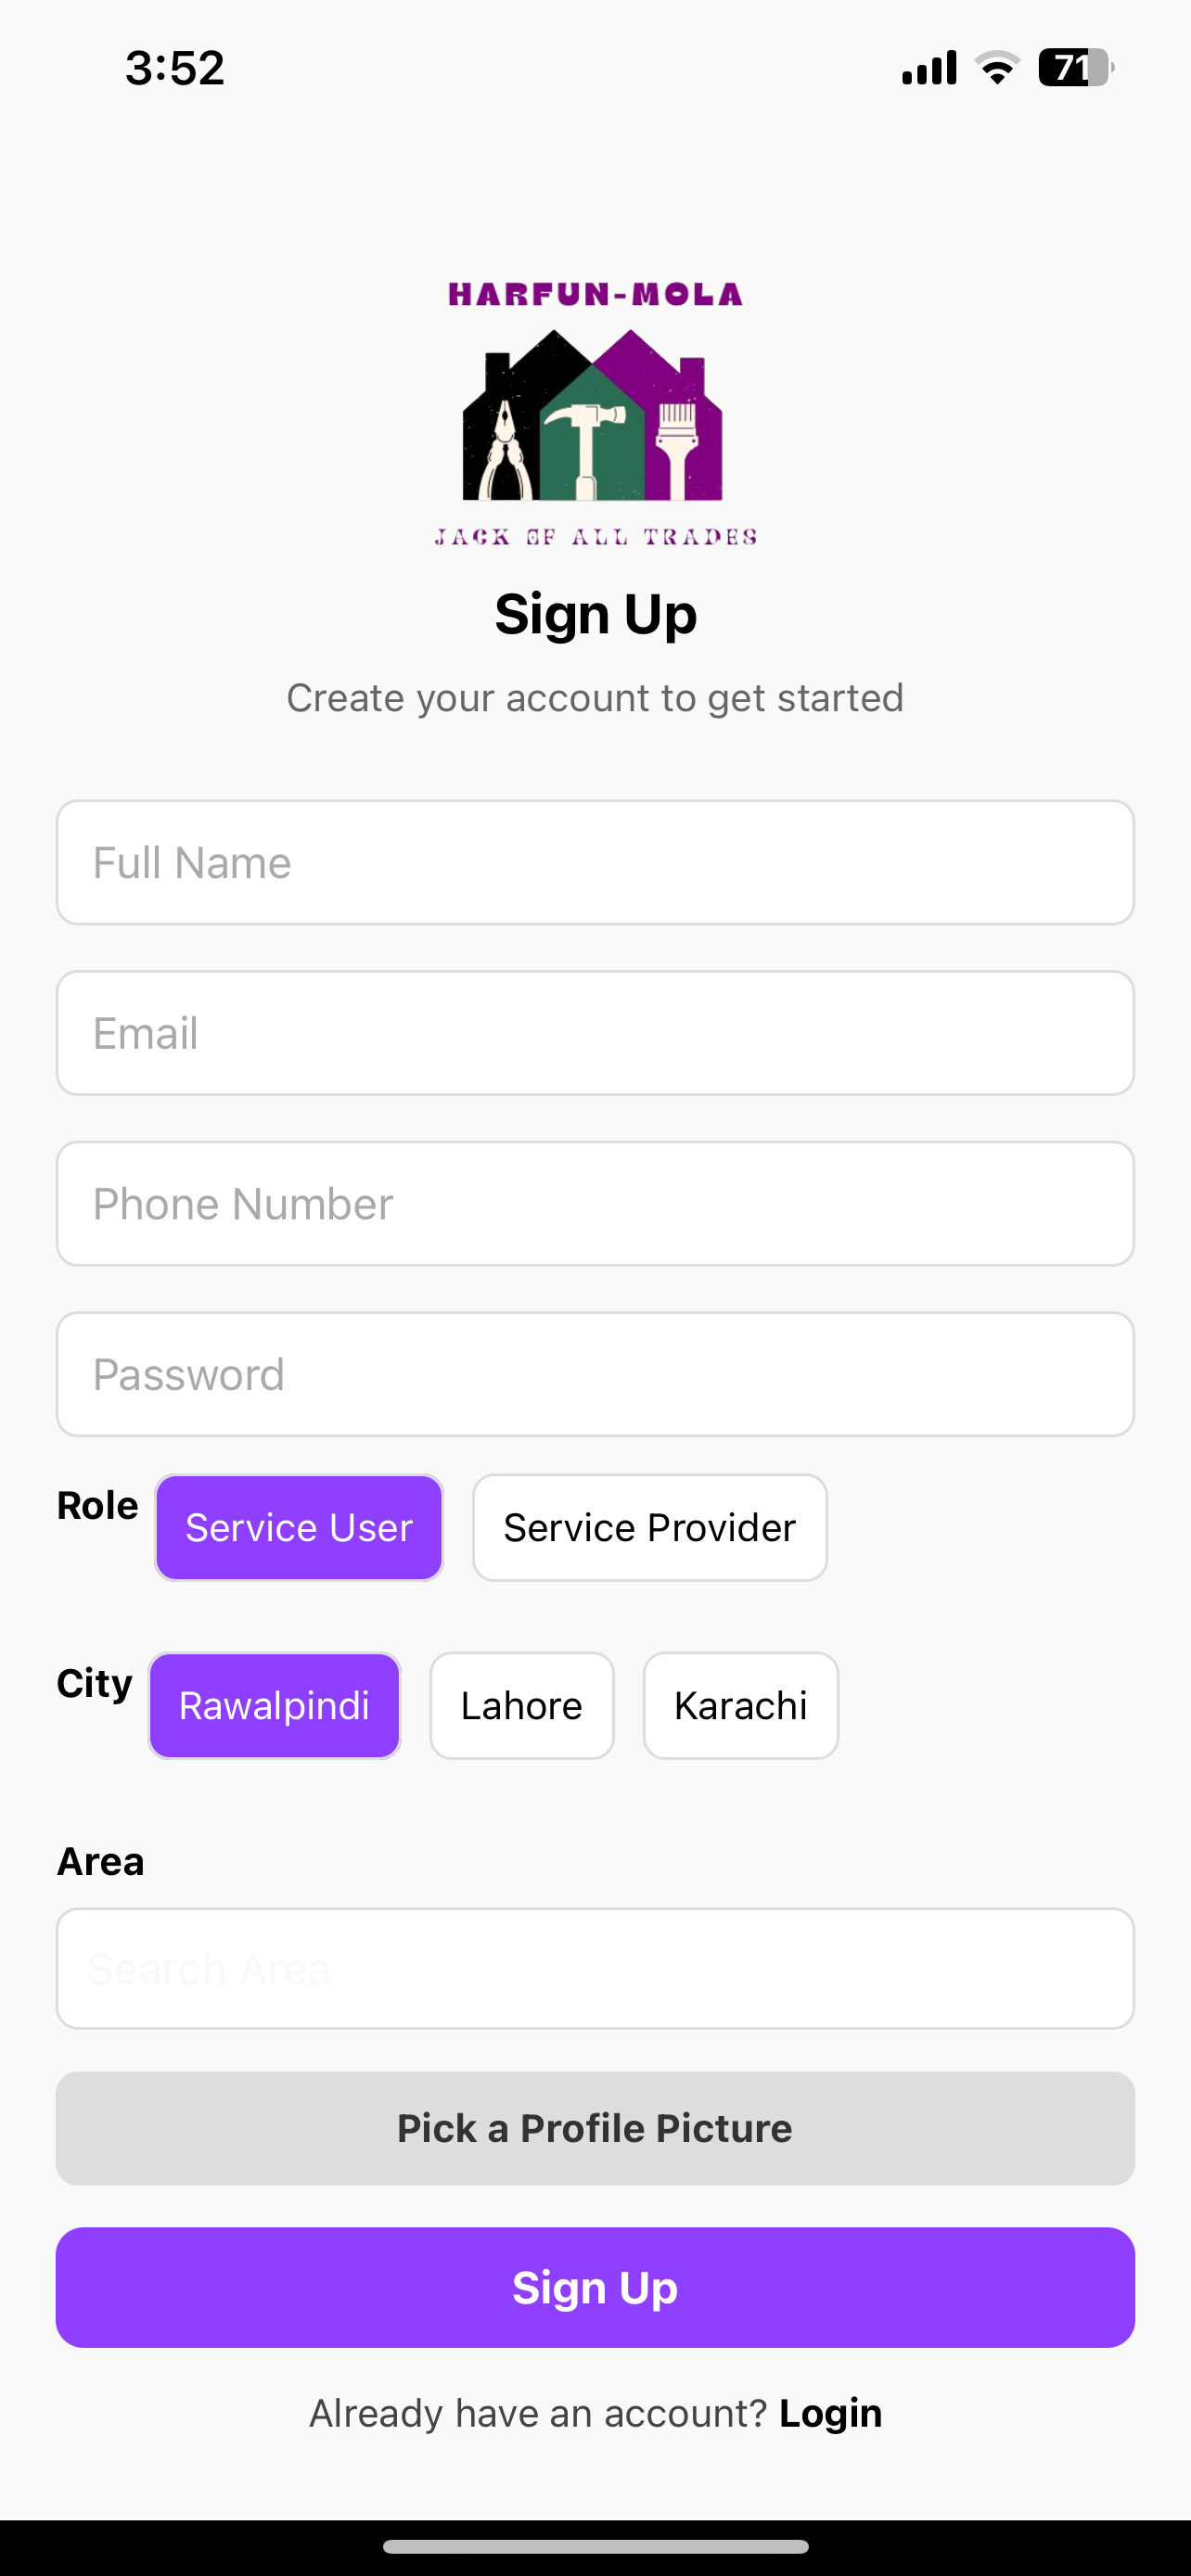 3:52
71
HARFUN-MOLA
JACK OF ALL TRADES
Sign Up
Create your account to get started
Full Name
Email
Phone Number
Password
Role Service User Service Provider
City Rawalpindi Lahore Karachi
Area
Search Area
Pick a Profile Picture
Sign Up
Already have an account? Login